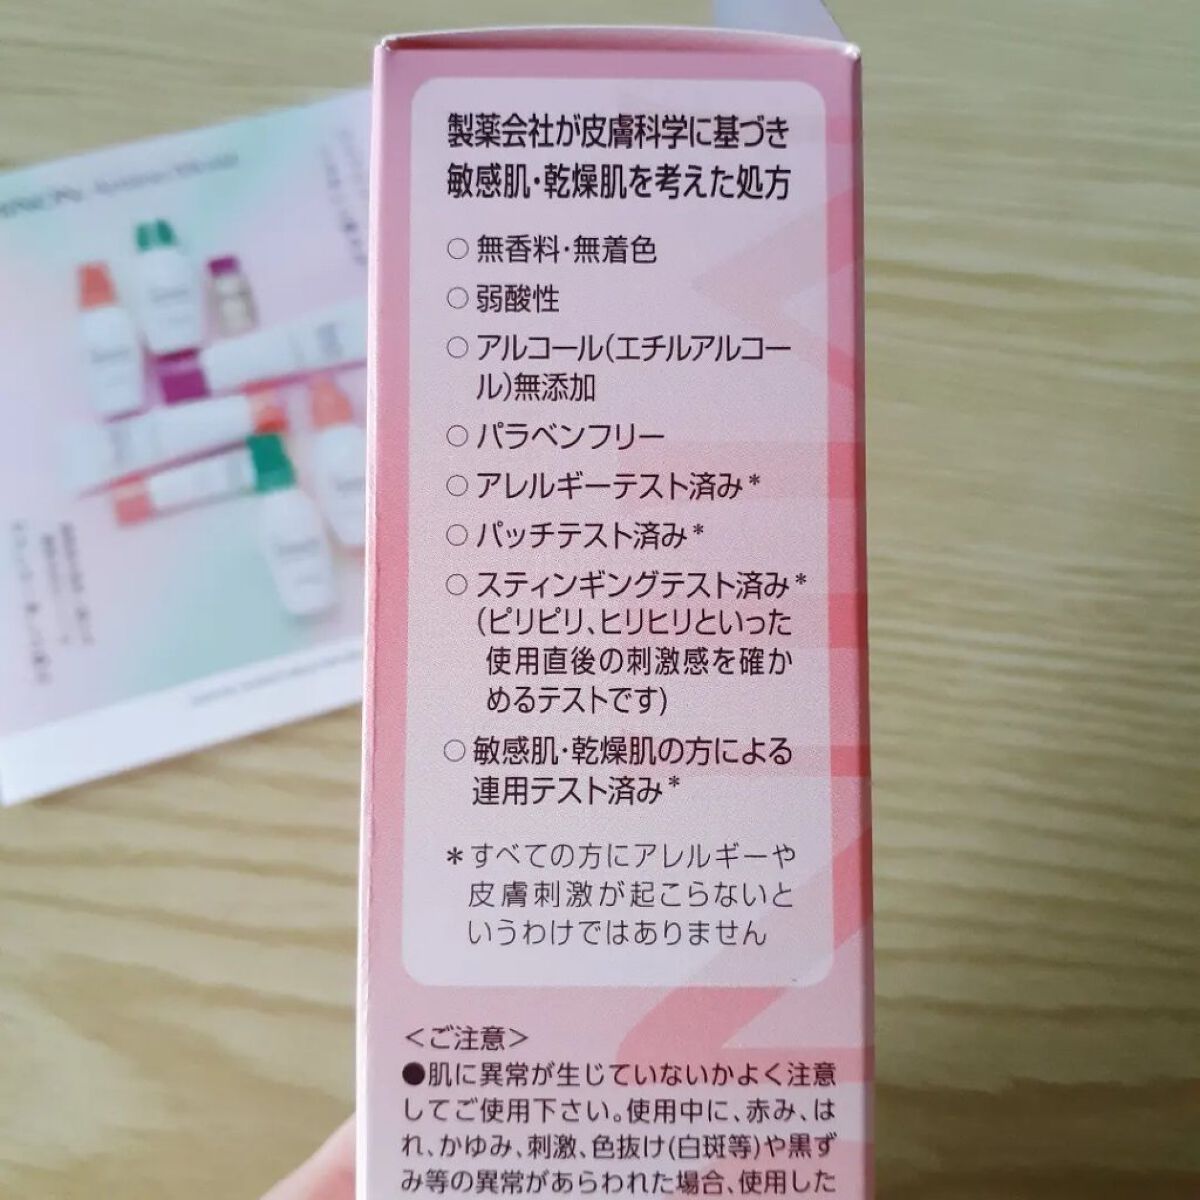 製薬会社が皮膚科学に基づき
敏感肌・乾燥肌を考えた処方
○ 無香料・無着色
○ 弱酸性
○ アルコール(エチルアルコー
ル)無添加
○ パラベンフリー
○ アレルギーテスト済み*
○ パッチテスト済み*
○ スティンギングテスト済み*
(ピリピリ、ヒリヒリといった
使用直後の刺激感を確か
めるテストです)
○ 敏感肌・乾燥肌の方による
連用テスト済み*
*すべての方にアレルギーや
皮膚刺激が起こらないと
いうわけではありません
<ご注意>
●肌に異常が生じていないかよく注意
してご使用下さい。使用中に、赤み、は
れ、かゆみ、刺激、色抜け(白斑等)や黒ず
み等の異常があらわれた場合、使用した